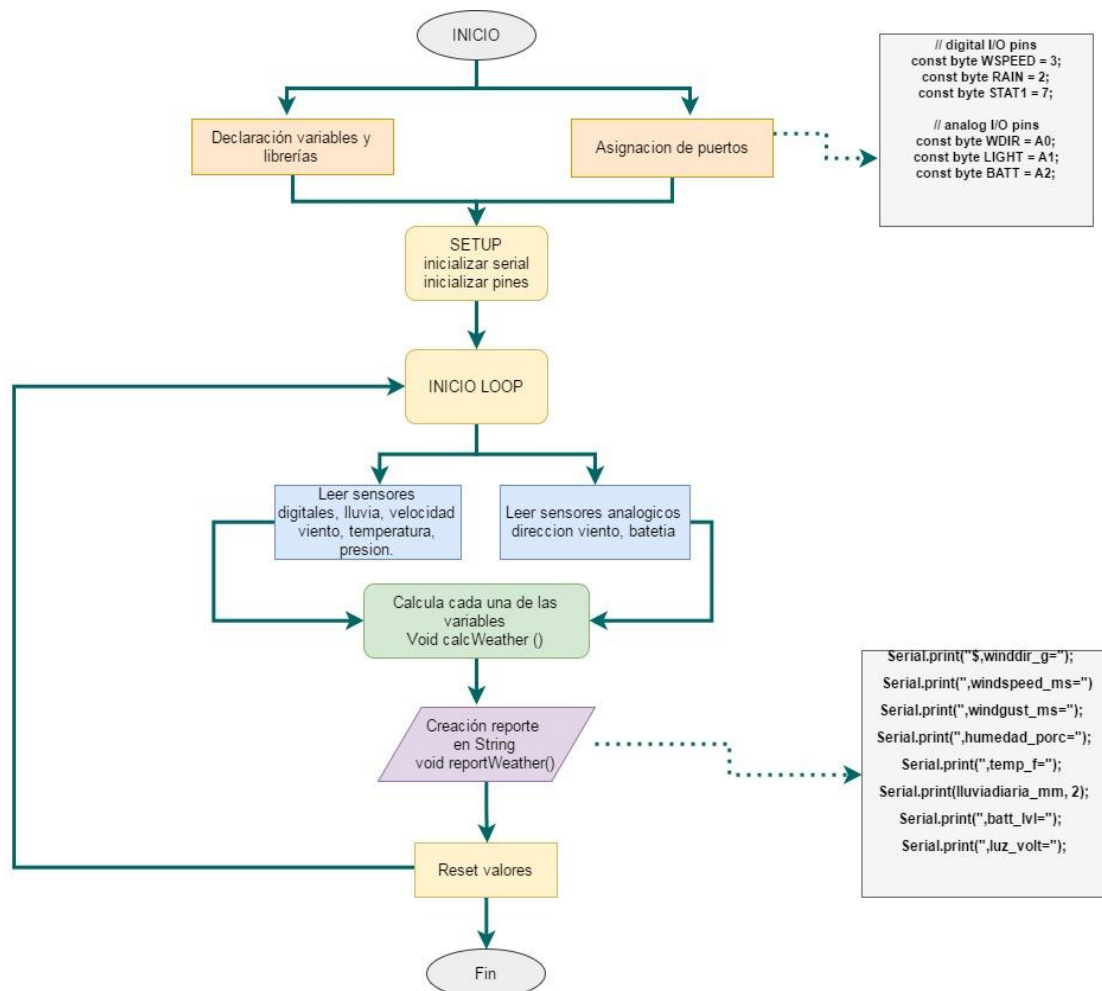 INICIO
// digital I/O pins
const byte WSPEED = 3;
const byte RAIN = 2;
const byte STAT1 = 7;
// analog I/O pins
const byte WDIR = A0;
const byte LIGHT = A1;
const byte BATT = A2;
Declaración variables y
librerías
Asignacion de puertos
SETUP
inicializar serial
inicializar pines
INICIO LOOP
Leer sensores
digitales, lluvia, velocidad
viento, temperatura,
presion.
Leer sensores analogicos
direccion viento, batetia
Calcula cada una de las
variables
Void calcWeather ()
Creación reporte
en String
void reportWeather()
Serial.print("$,winddir_g=");
Serial.print(",windspeed_ms=")
Serial.print(",windgust_ms=");
Serial.print(",humedad_porc=");
Serial.print(",temp_f=");
Serial.print(lluviadiaria_mm, 2);
Serial.print(",batt_lvl=");
Serial.print(",luz_volt=");
Reset valores
Fin